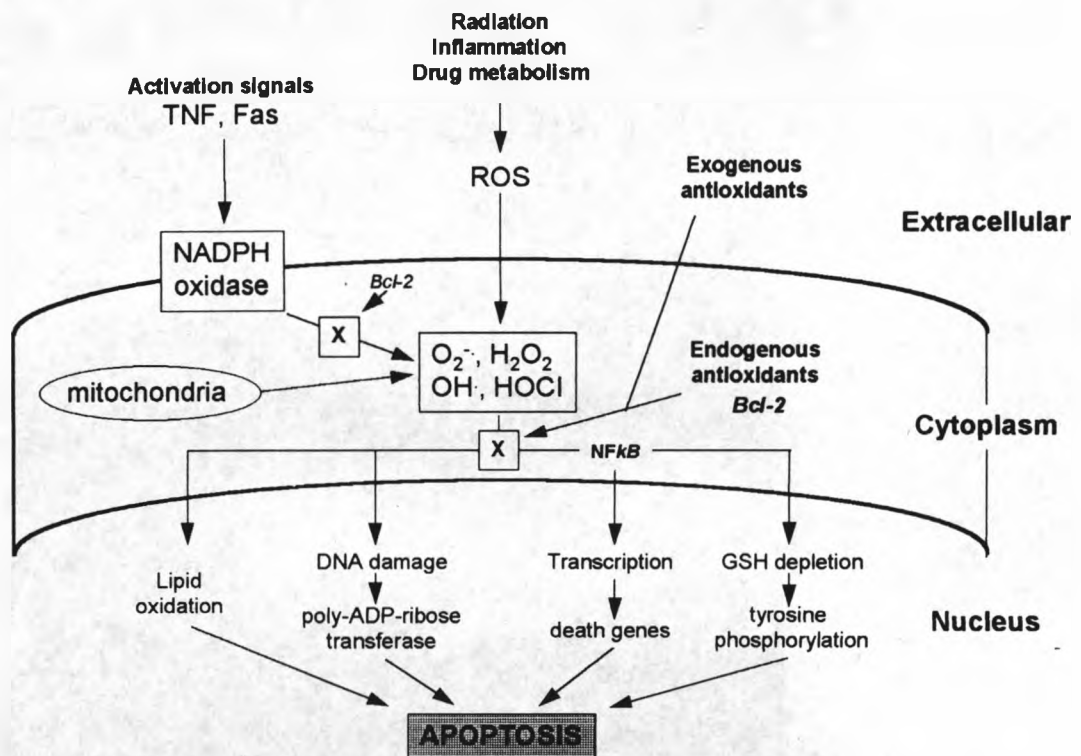 Radiation
Inflammation
Drug metabolism
Activation signals
TNF, Fas
ROS
Exogenous
antioxidants
Extracellular
NADPH
oxidase
Bcl-2
X
O₂⁻·, H₂O₂
OH·, HOCl
Endogenous
antioxidants
Bcl-2
mitochondria
Cytoplasm
X
NFkB
Lipid
oxidation
DNA damage
poly-ADP-ribose
transferase
Transcription
death genes
GSH depletion
tyrosine
phosphorylation
Nucleus
APOPTOSIS